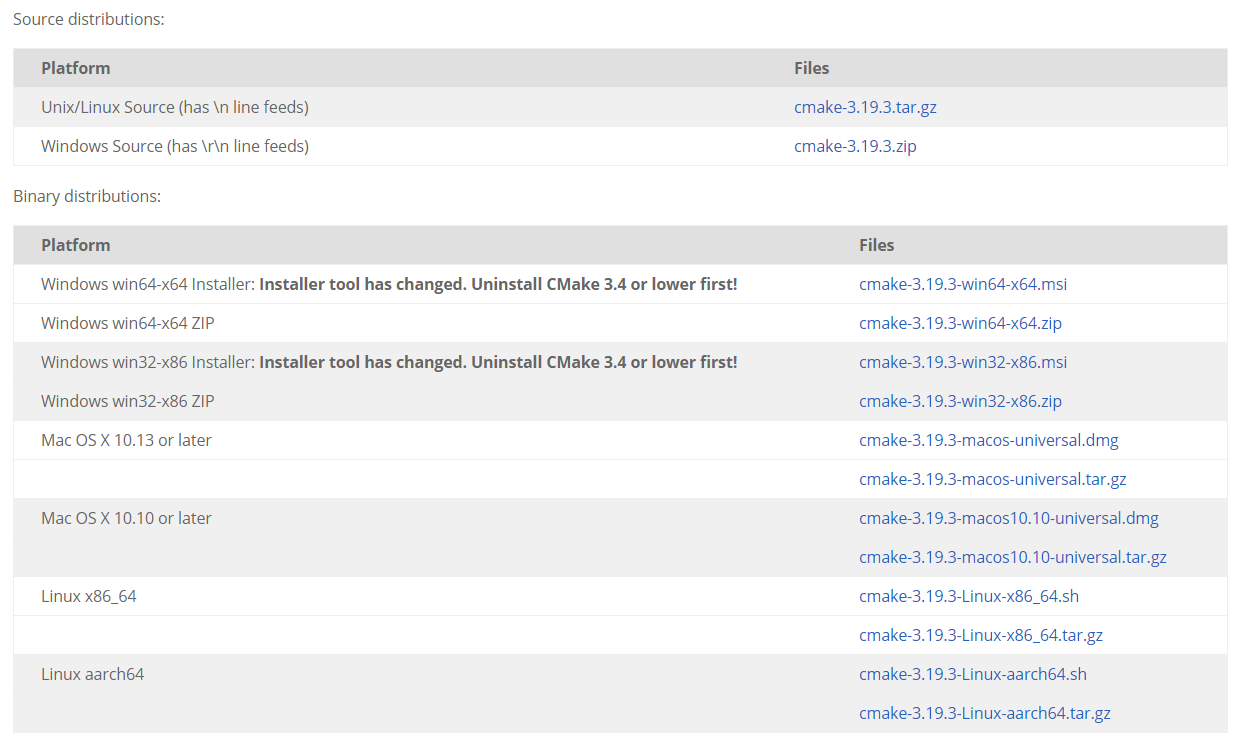 Source distributions:
Platform Files
Unix/Linux Source (has \n line feeds) cmake-3.19.3.tar.gz
Windows Source (has \r\n line feeds) cmake-3.19.3.zip
Binary distributions:
Platform Files
Windows win64-x64 Installer: Installer tool has changed. Uninstall CMake 3.4 or lower first! cmake-3.19.3-win64-x64.msi
Windows win64-x64 ZIP cmake-3.19.3-win64-x64.zip
Windows win32-x86 Installer: Installer tool has changed. Uninstall CMake 3.4 or lower first! cmake-3.19.3-win32-x86.msi
Windows win32-x86 ZIP cmake-3.19.3-win32-x86.zip
Mac OS X 10.13 or later cmake-3.19.3-macos-universal.dmg
cmake-3.19.3-macos-universal.tar.gz
Mac OS X 10.10 or later cmake-3.19.3-macos10.10-universal.dmg
cmake-3.19.3-macos10.10-universal.tar.gz
Linux x86_64 cmake-3.19.3-Linux-x86_64.sh
cmake-3.19.3-Linux-x86_64.tar.gz
Linux aarch64 cmake-3.19.3-Linux-aarch64.sh
cmake-3.19.3-Linux-aarch64.tar.gz